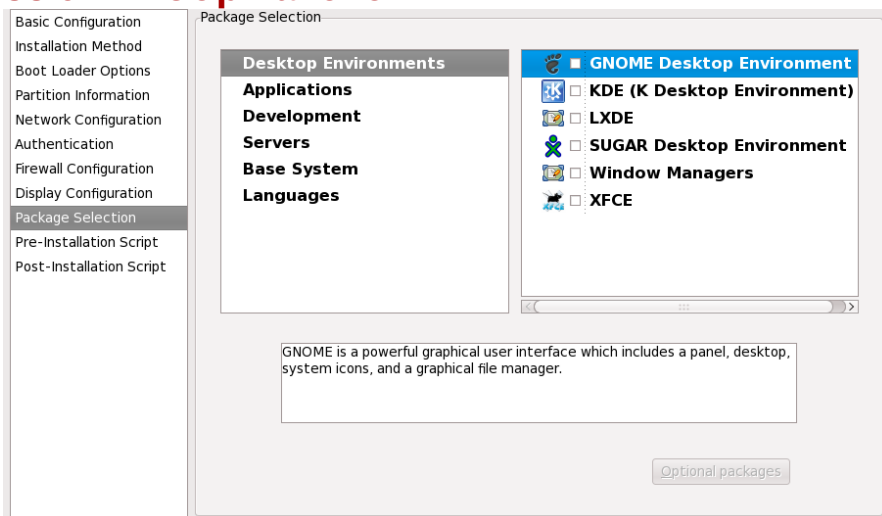 Basic Configuration
Installation Method
Boot Loader Options
Partition Information
Network Configuration
Authentication
Firewall Configuration
Display Configuration
Package Selection
Pre-Installation Script
Post-Installation Script
Package Selection
Desktop Environments
Applications
Development
Servers
Base System
Languages
GNOME Desktop Environment
KDE (K Desktop Environment)
LXDE
SUGAR Desktop Environment
Window Managers
XFCE
GNOME is a powerful graphical user interface which includes a panel, desktop,
system icons, and a graphical file manager.
Optional packages